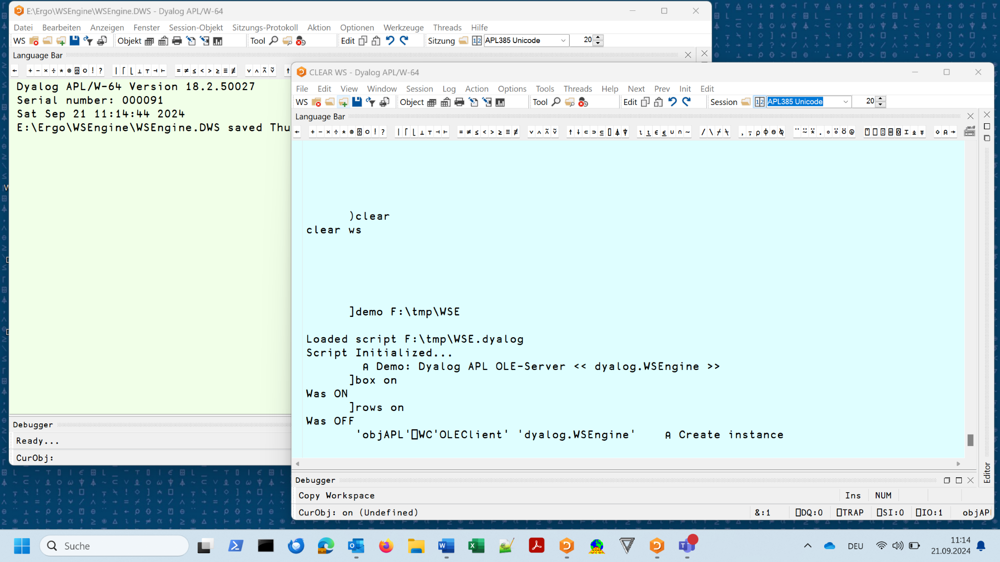 E:\Ergo\WSEngine\WSEngine.DWS - Dyalog APL/W-64
Datei Bearbeiten Anzeigen Fenster Session-Objekt Sitzungs-Protokoll Aktion Optionen Werkzeuge Threads Hilfe
WS Objekt Tool Edit Sitzung APL385 Unicode 20
Language Bar
Dyalog APL/W-64 Version 18.2.50027
Serial number: 000091
Sat Sep 21 11:14:44 2024
E:\Ergo\WSEngine\WSEngine.DWS saved Thu
Debugger
Ready...
CurObj:
CLEAR WS - Dyalog APL/W-64
File Edit View Window Session Log Action Options Tools Threads Help Next Prev Init Edit
WS Object Tool Edit Session APL385 Unicode 20
Language Bar
)clear
clear ws
]demo F:\tmp\WSE
Loaded script F:\tmp\WSE.dyalog
Script Initialized...
⍝ Demo: Dyalog APL OLE-Server << dyalog.WSEngine >>
]box on
Was ON
]rows on
Was OFF
'objAPL'⎕WC'OLEClient' 'dyalog.WSEngine' ⍝ Create instance
Editor
Debugger
Copy Workspace Ins NUM
CurObj: on (Undefined) &:1 ⎕DQ:0 ⎕TRAP ⎕SI:0 ⎕IO:1 objAP
Suche DEU 11:14
21.09.2024